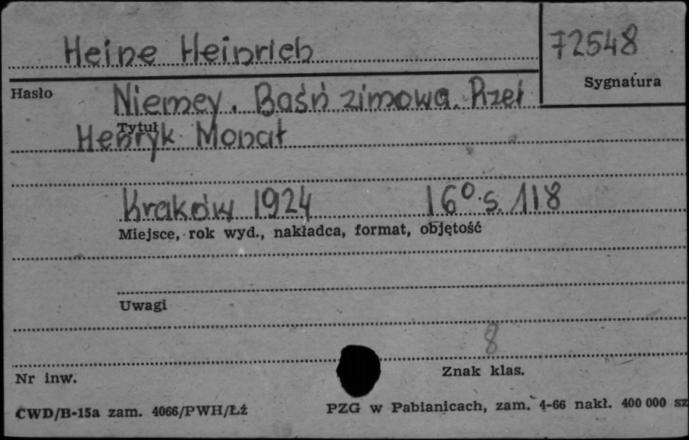 Heine Heinrich
72548
Sygnatura
Hasło
Niemcy. Baśń zimowa. Przeł
Tytuł
Henryk Monat
Kraków 1924 16° s. 118
Miejsce, rok wyd., nakładca, format, objętość
Uwagi
8
Nr inw.
Znak klas.
CWD/B-15a zam. 4066/PWH/Łź
PZG w Pabianicach, zam. 4-66 nakł. 400 000 sz